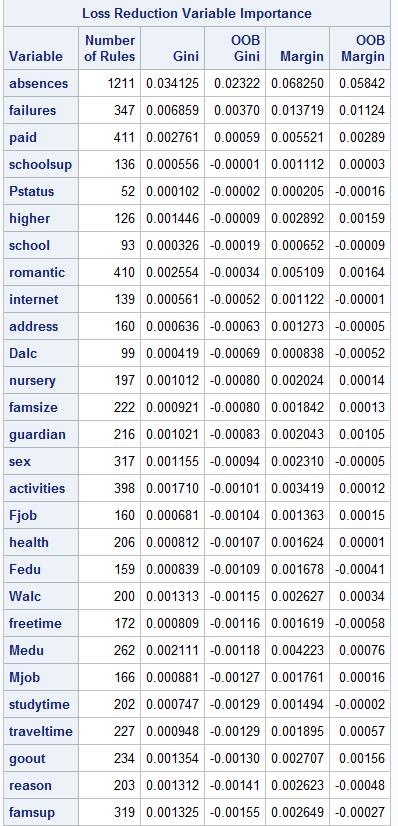 Loss Reduction Variable Importance
Variable Number of Rules Gini OOB Gini Margin OOB Margin
absences 1211 0.034125 0.02322 0.068250 0.05842
failures 347 0.006859 0.00370 0.013719 0.01124
paid 411 0.002761 0.00059 0.005521 0.00289
schoolsup 136 0.000556 -0.00001 0.001112 0.00003
Pstatus 52 0.000102 -0.00002 0.000205 -0.00016
higher 126 0.001446 -0.00009 0.002892 0.00159
school 93 0.000326 -0.00019 0.000652 -0.00009
romantic 410 0.002554 -0.00034 0.005109 0.00164
internet 139 0.000561 -0.00052 0.001122 -0.00001
address 160 0.000636 -0.00063 0.001273 -0.00005
Dalc 99 0.000419 -0.00069 0.000838 -0.00052
nursery 197 0.001012 -0.00080 0.002024 0.00014
famsize 222 0.000921 -0.00080 0.001842 0.00013
guardian 216 0.001021 -0.00083 0.002043 0.00105
sex 317 0.001155 -0.00094 0.002310 -0.00005
activities 398 0.001710 -0.00101 0.003419 0.00012
Fjob 160 0.000681 -0.00104 0.001363 0.00015
health 206 0.000812 -0.00107 0.001624 0.00001
Fedu 159 0.000839 -0.00109 0.001678 -0.00041
Walc 200 0.001313 -0.00115 0.002627 0.00034
freetime 172 0.000809 -0.00116 0.001619 -0.00058
Medu 262 0.002111 -0.00118 0.004223 0.00076
Mjob 166 0.000881 -0.00127 0.001761 0.00016
studytime 202 0.000747 -0.00129 0.001494 -0.00002
traveltime 227 0.000948 -0.00129 0.001895 0.00057
goout 234 0.001354 -0.00130 0.002707 0.00156
reason 203 0.001312 -0.00141 0.002623 -0.00048
famsup 319 0.001325 -0.00155 0.002649 -0.00027